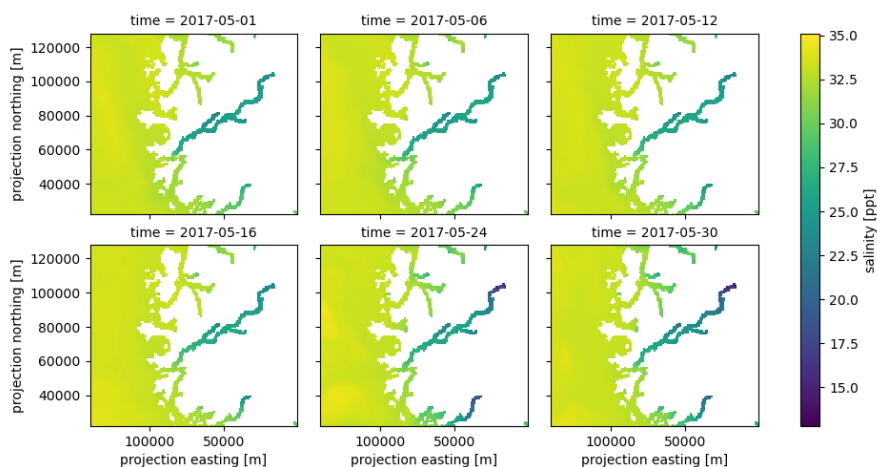 time = 2017-05-01
time = 2017-05-06
time = 2017-05-12
projection northing [m]
120000
100000
80000
60000
40000
time = 2017-05-16
time = 2017-05-24
time = 2017-05-30
projection northing [m]
120000
100000
80000
60000
40000
100000 50000
100000 50000
100000 50000
projection easting [m]
projection easting [m]
projection easting [m]
35.0
32.5
30.0
27.5
25.0
22.5
20.0
17.5
15.0
salinity [ppt]